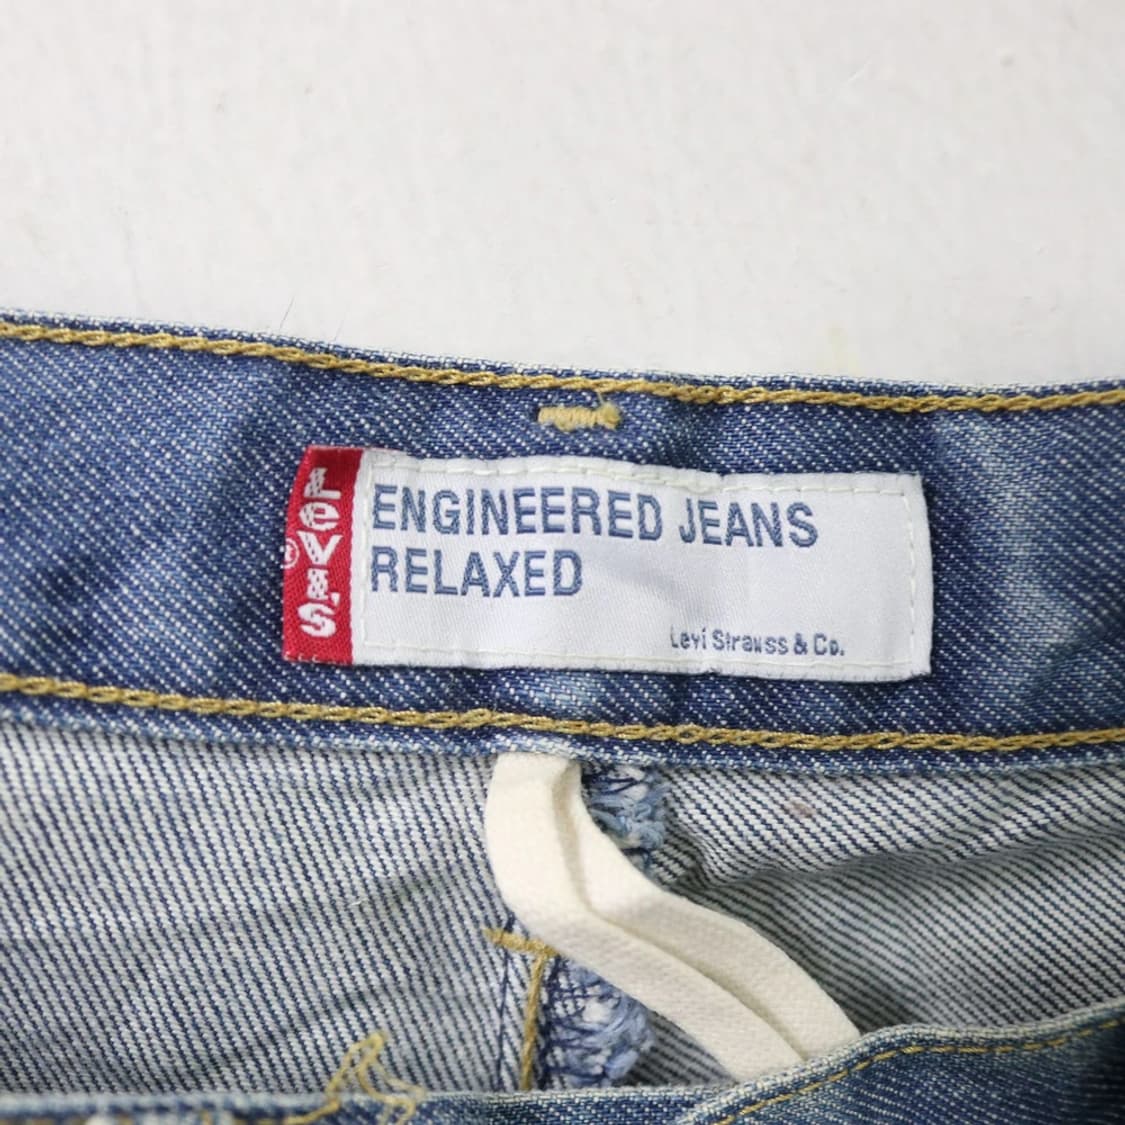 LEVI'S
®
ENGINEERED JEANS
RELAXED
Levi Strauss & Co.